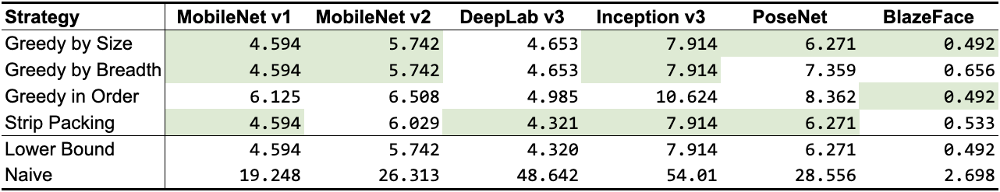 Strategy MobileNet v1 MobileNet v2 DeepLab v3 Inception v3 PoseNet BlazeFace
Greedy by Size 4.594 5.742 4.653 7.914 6.271 0.492
Greedy by Breadth 4.594 5.742 4.653 7.914 7.359 0.656
Greedy in Order 6.125 6.508 4.985 10.624 8.362 0.492
Strip Packing 4.594 6.029 4.321 7.914 6.271 0.533
Lower Bound 4.594 5.742 4.320 7.914 6.271 0.492
Naive 19.248 26.313 48.642 54.01 28.556 2.698